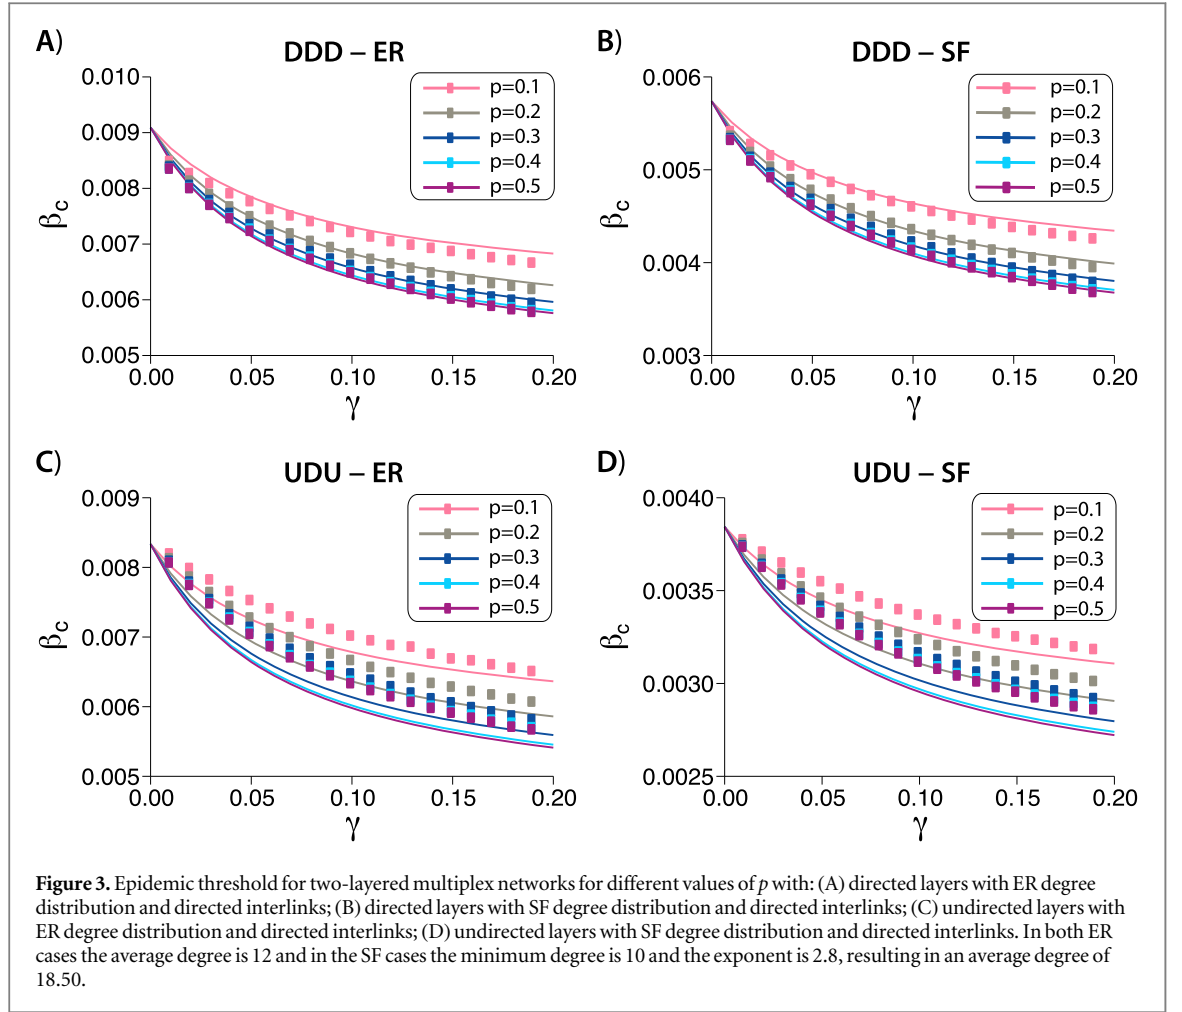 A)
DDD – ER
0.010
0.009
0.008
0.007
0.006
0.005
βc
0.00 0.05 0.10 0.15 0.20
γ
p=0.1
p=0.2
p=0.3
p=0.4
p=0.5
B)
DDD – SF
0.006
0.005
0.004
0.003
βc
0.00 0.05 0.10 0.15 0.20
γ
p=0.1
p=0.2
p=0.3
p=0.4
p=0.5
C)
UDU – ER
0.009
0.008
0.007
0.006
0.005
βc
0.00 0.05 0.10 0.15 0.20
γ
p=0.1
p=0.2
p=0.3
p=0.4
p=0.5
D)
UDU – SF
0.0040
0.0035
0.0030
0.0025
βc
0.00 0.05 0.10 0.15 0.20
γ
p=0.1
p=0.2
p=0.3
p=0.4
p=0.5
Figure 3. Epidemic threshold for two-layered multiplex networks for different values of p with: (A) directed layers with ER degree
distribution and directed interlinks; (B) directed layers with SF degree distribution and directed interlinks; (C) undirected layers with
ER degree distribution and directed interlinks; (D) undirected layers with SF degree distribution and directed interlinks. In both ER
cases the average degree is 12 and in the SF cases the minimum degree is 10 and the exponent is 2.8, resulting in an average degree of
18.50.